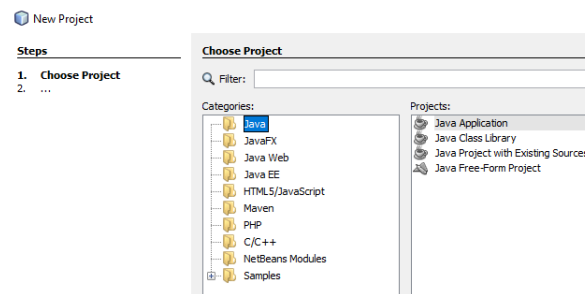 New Project
Steps
1. Choose Project
2. ...
Choose Project
Filter:
Categories:
Java
JavaFX
Java Web
Java EE
HTML5/JavaScript
Maven
PHP
C/C++
NetBeans Modules
Samples
Projects:
Java Application
Java Class Library
Java Project with Existing Sources
Java Free-Form Project